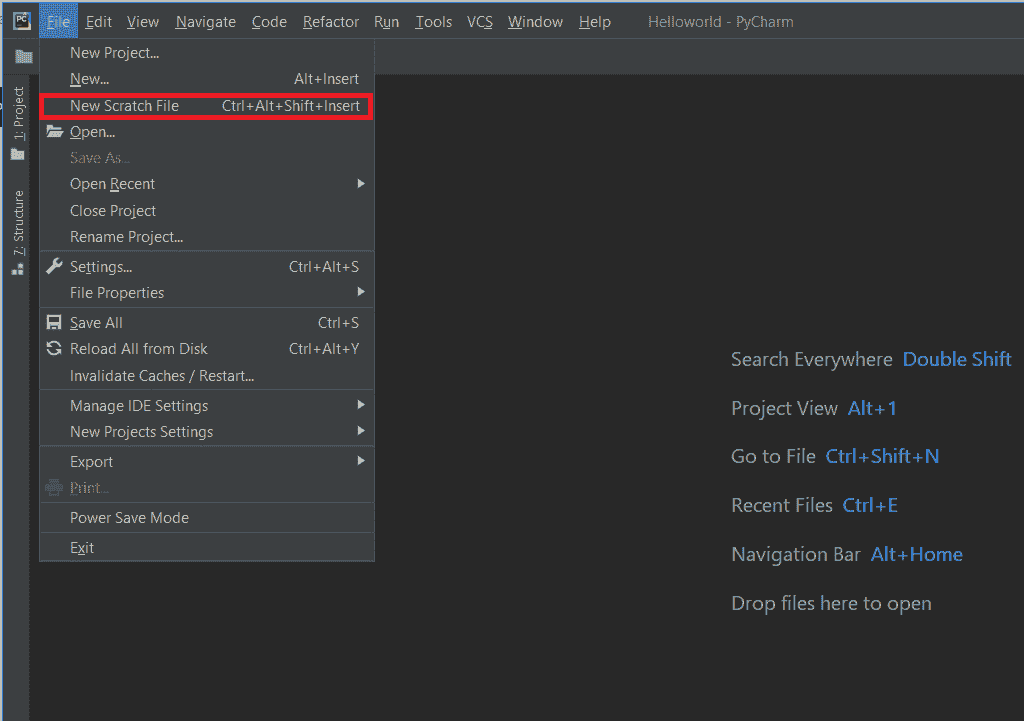 PC File Edit View Navigate Code Refactor Run Tools VCS Window Help Helloworld - PyCharm
1: Project
7: Structure
New Project...
New... Alt+Insert
New Scratch File Ctrl+Alt+Shift+Insert
Open...
Save As...
Open Recent
Close Project
Rename Project...
Settings... Ctrl+Alt+S
File Properties
Save All Ctrl+S
Reload All from Disk Ctrl+Alt+Y
Invalidate Caches / Restart...
Manage IDE Settings
New Projects Settings
Export
Print...
Power Save Mode
Exit
Search Everywhere Double Shift
Project View Alt+1
Go to File Ctrl+Shift+N
Recent Files Ctrl+E
Navigation Bar Alt+Home
Drop files here to open